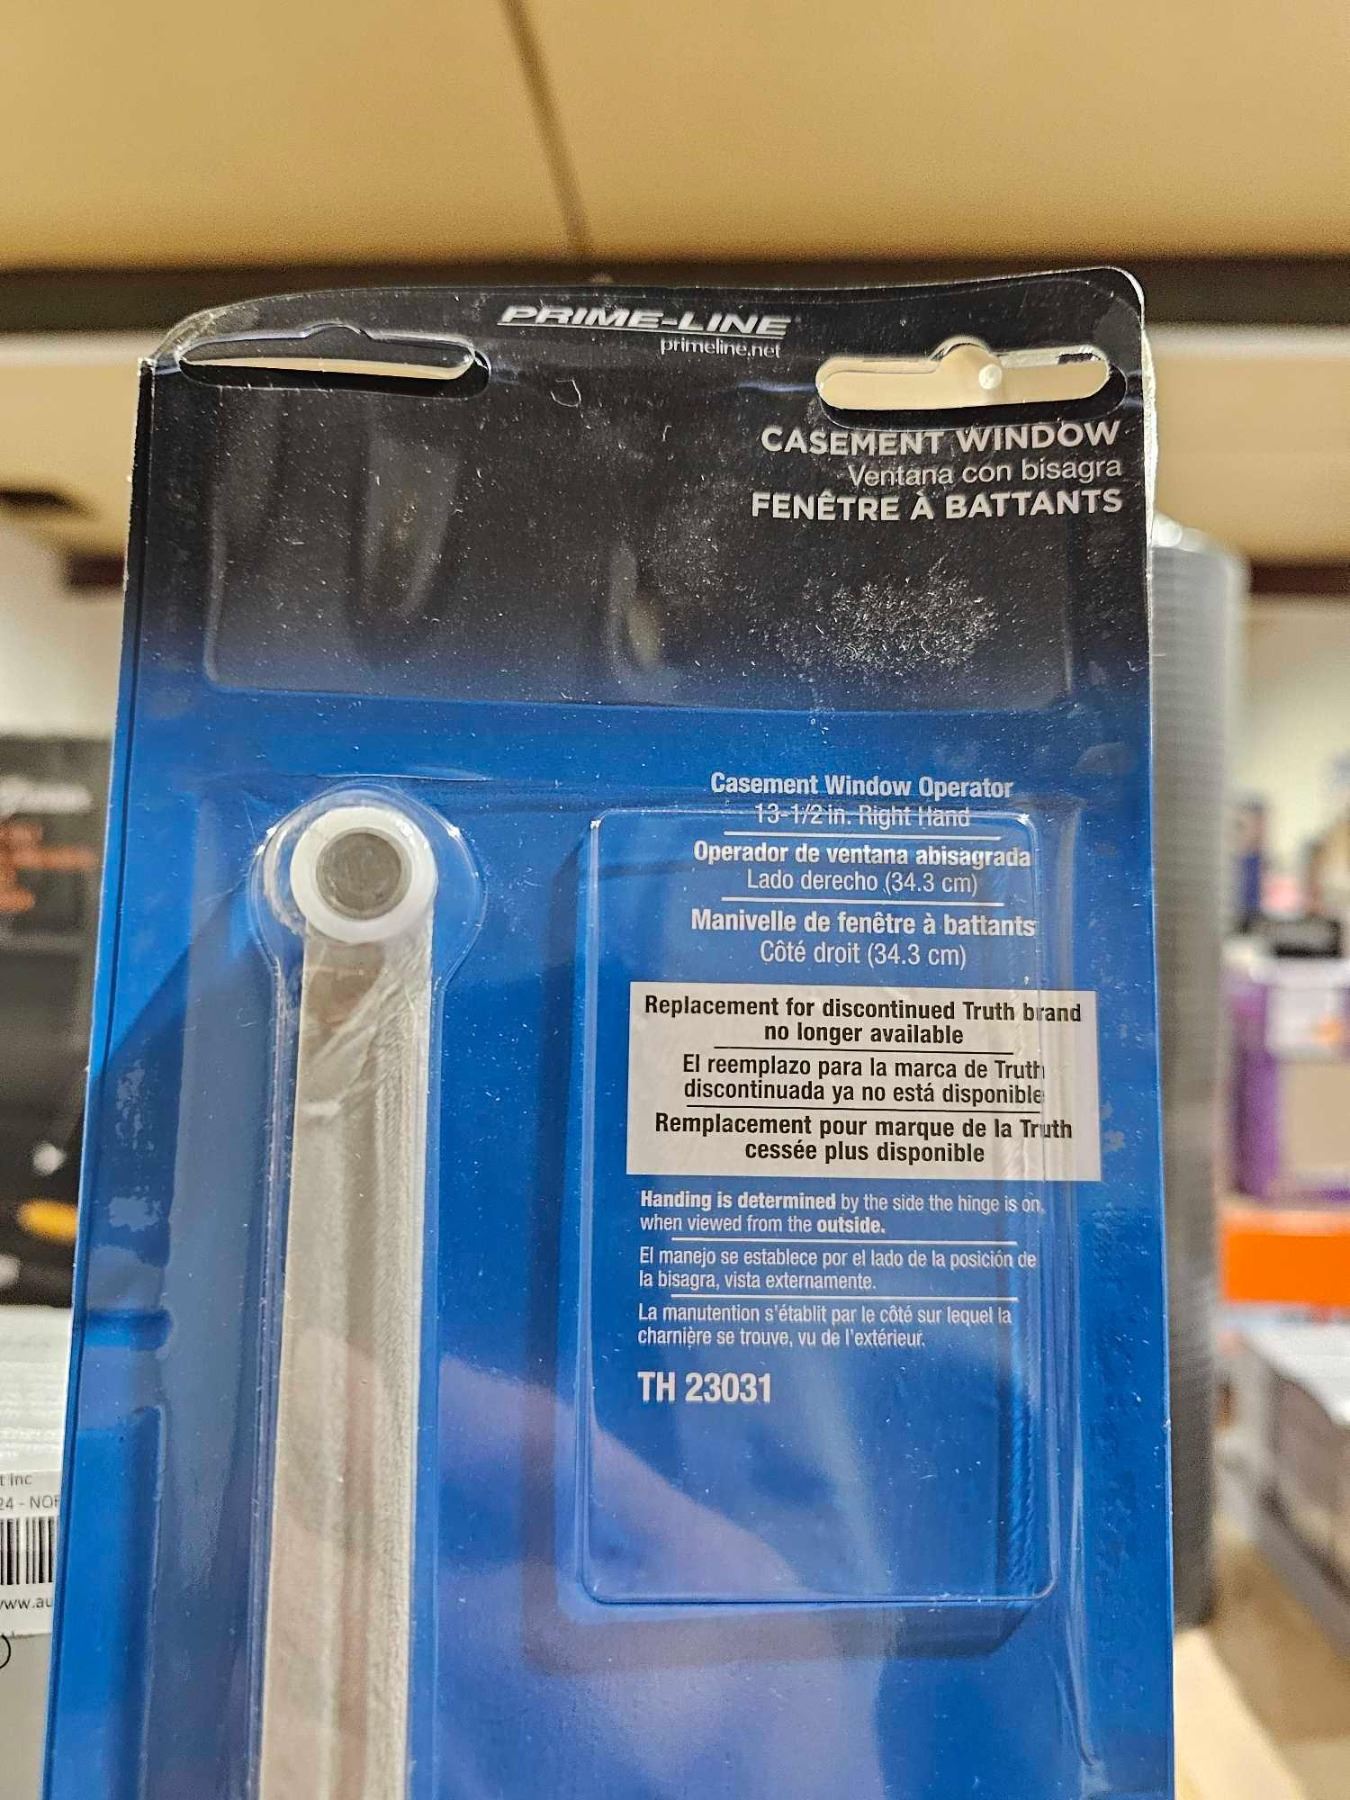 PRIME-LINE
primeline.net
CASEMENT WINDOW
Ventana con bisagra
FENÊTRE À BATTANTS
Casement Window Operator
13-1/2 in. Right Hand
Operador de ventana abisagrada
Lado derecho (34.3 cm)
Manivelle de fenêtre à battants
Côté droit (34.3 cm)
Replacement for discontinued Truth brand
no longer available
El reemplazo para la marca de Truth
discontinuada ya no está disponible
Remplacement pour marque de la Truth
cessée plus disponible
Handing is determined by the side the hinge is on,
when viewed from the outside.
El manejo se establece por el lado de la posición de
la bisagra, vista externamente.
La manutention s'établit par le côté sur lequel la
charnière se trouve, vu de l'extérieur.
TH 23031
t Inc
24 - NOF
www.au